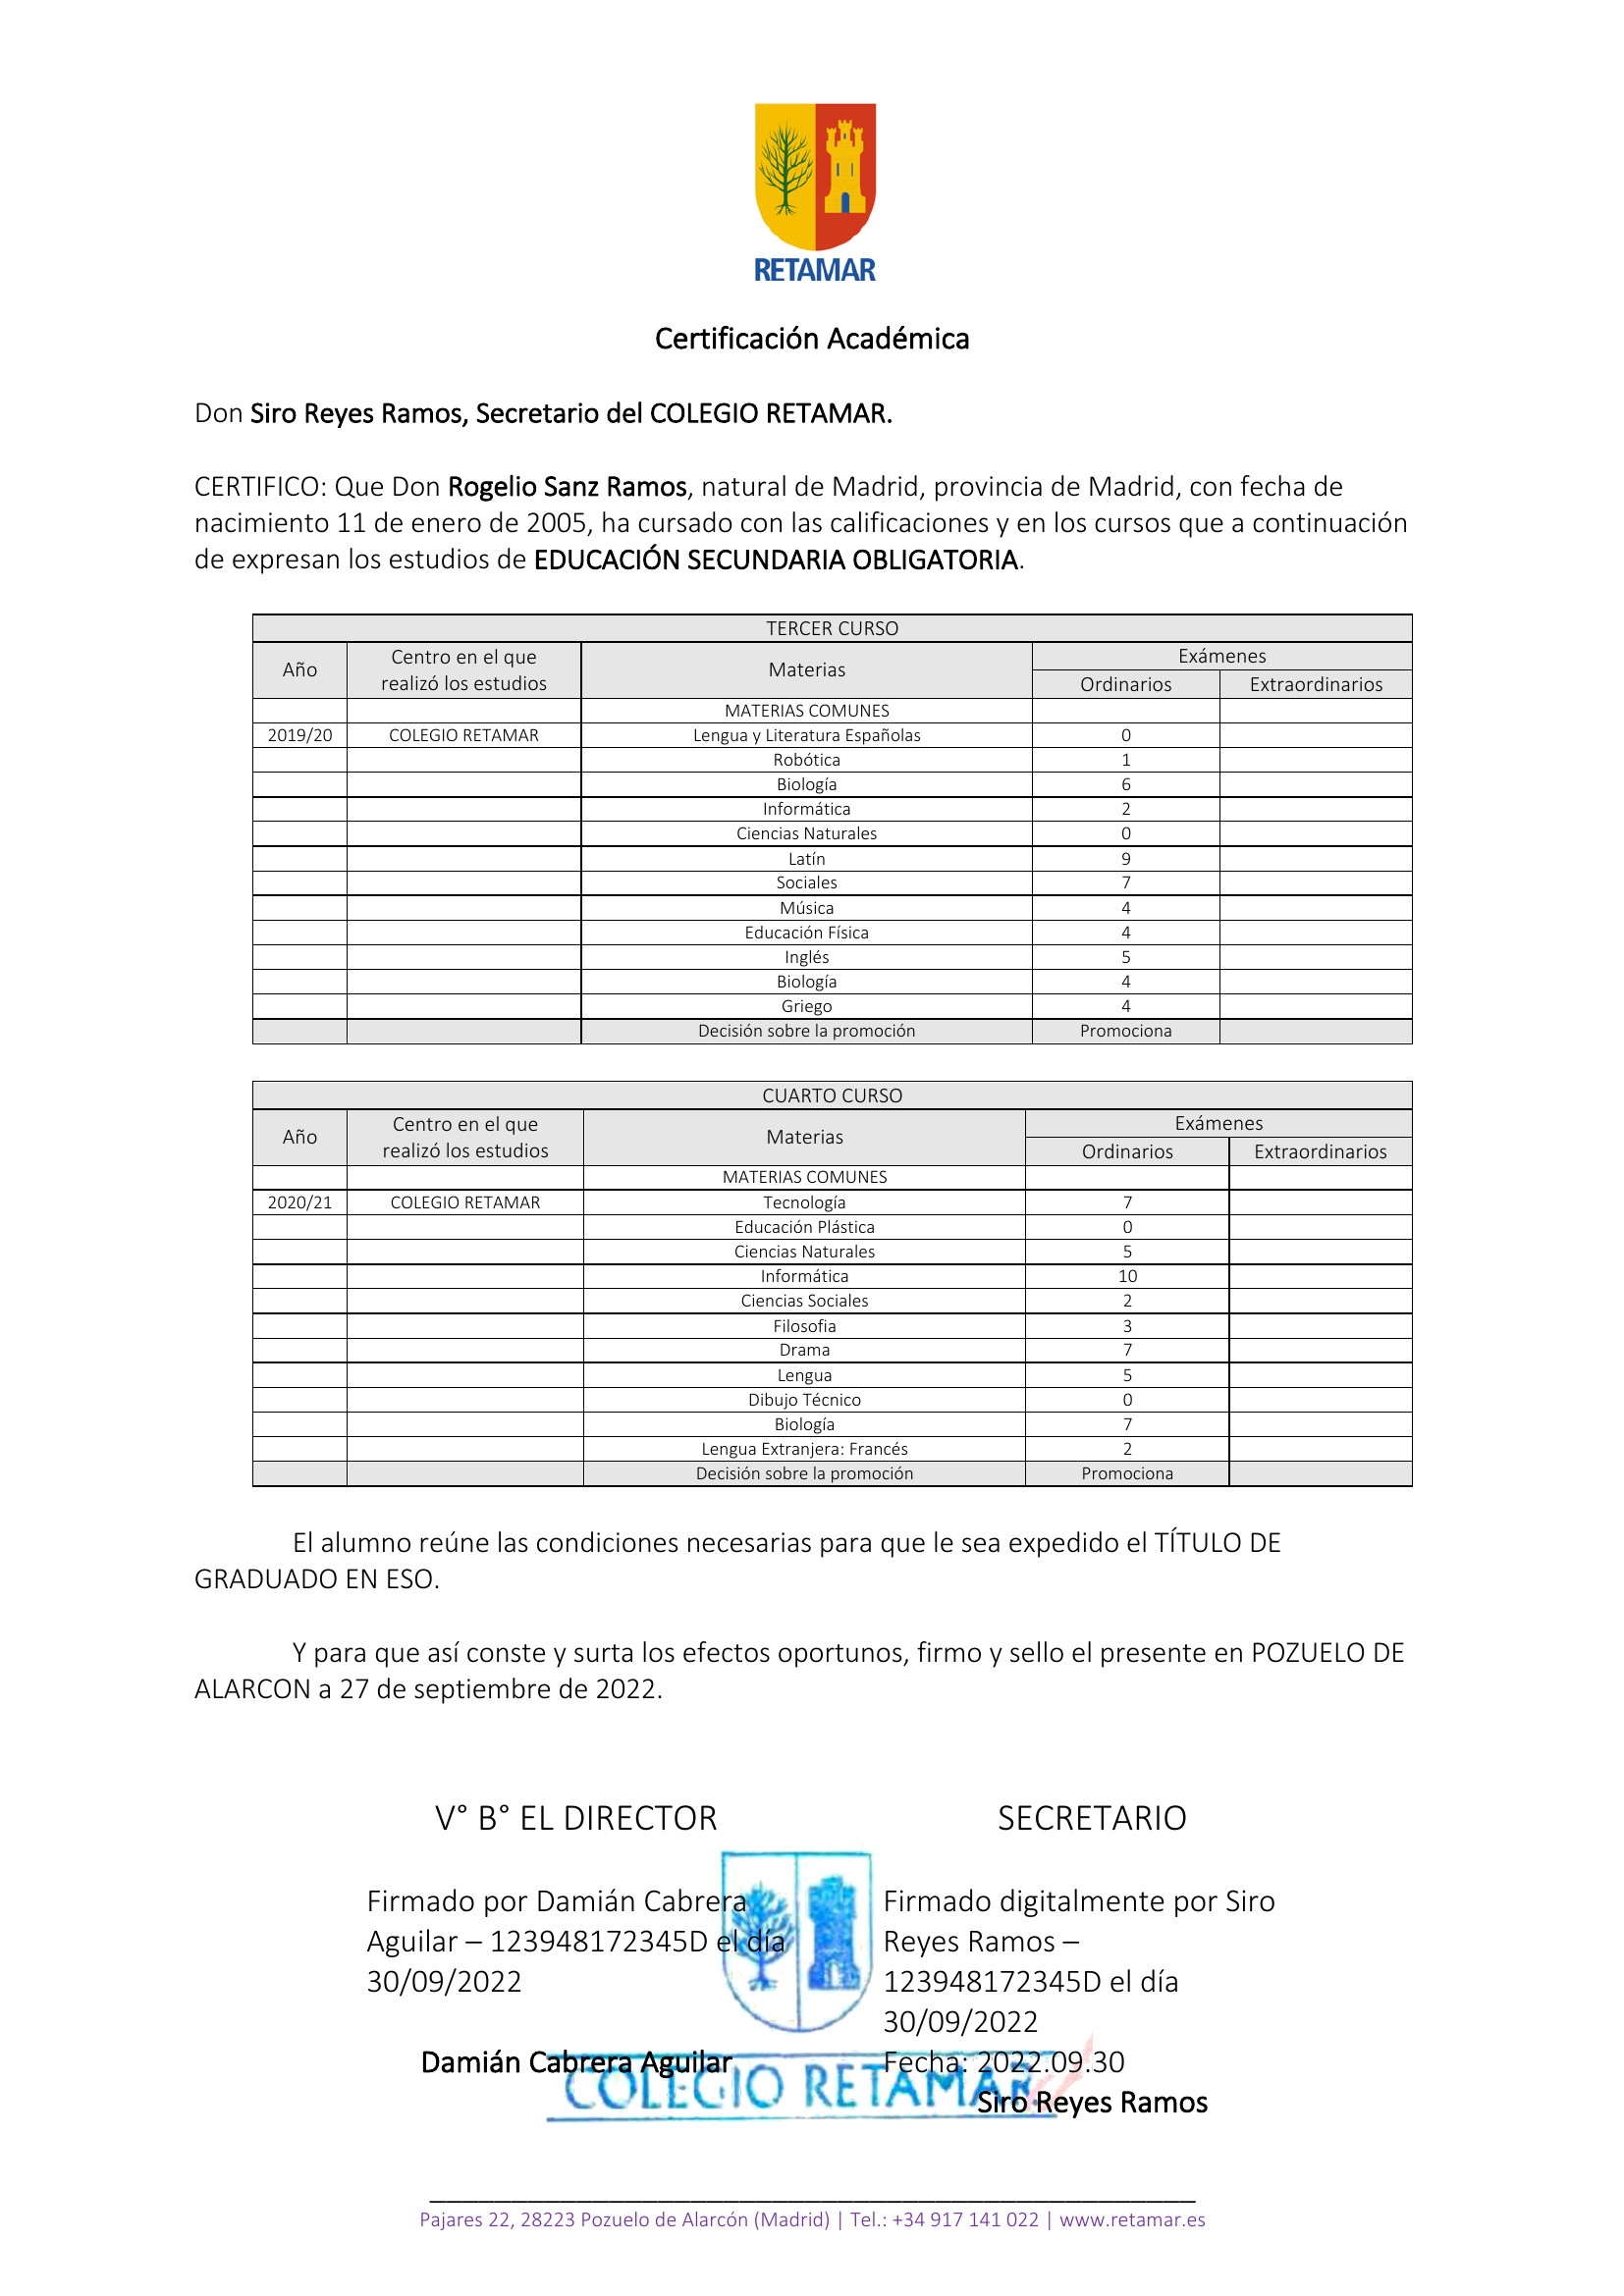 RETAMAR
Certificación Académica
Don Siro Reyes Ramos, Secretario del COLEGIO RETAMAR.
CERTIFICO: Que Don Rogelio Sanz Ramos, natural de Madrid, provincia de Madrid, con fecha de
nacimiento 11 de enero de 2005, ha cursado con las calificaciones y en los cursos que a continuación
de expresan los estudios de EDUCACIÓN SECUNDARIA OBLIGATORIA.
TERCER CURSO
Año Centro en el que realizó los estudios Materias Exámenes
Ordinarios Extraordinarios
MATERIAS COMUNES
2019/20 COLEGIO RETAMAR Lengua y Literatura Españolas 0
Robótica 1
Biología 6
Informática 2
Ciencias Naturales 0
Latín 9
Sociales 7
Música 4
Educación Física 4
Inglés 5
Biología 4
Griego 4
Decisión sobre la promoción Promociona
CUARTO CURSO
Año Centro en el que realizó los estudios Materias Exámenes
Ordinarios Extraordinarios
MATERIAS COMUNES
2020/21 COLEGIO RETAMAR Tecnología 7
Educación Plástica 0
Ciencias Naturales 5
Informática 10
Ciencias Sociales 2
Filosofia 3
Drama 7
Lengua 5
Dibujo Técnico 0
Biología 7
Lengua Extranjera: Francés 2
Decisión sobre la promoción Promociona
El alumno reúne las condiciones necesarias para que le sea expedido el TÍTULO DE
GRADUADO EN ESO.
Y para que así conste y surta los efectos oportunos, firmo y sello el presente en POZUELO DE
ALARCON a 27 de septiembre de 2022.
V° B° EL DIRECTOR
Firmado por Damián Cabrera
Aguilar – 123948172345D el día
30/09/2022
Damián Cabrera Aguilar
SECRETARIO
Firmado digitalmente por Siro
Reyes Ramos –
123948172345D el día
30/09/2022
Fecha: 2022.09.30
Siro Reyes Ramos
COLEGIO RETAMAR
Pajares 22, 28223 Pozuelo de Alarcón (Madrid) | Tel.: +34 917 141 022 | www.retamar.es